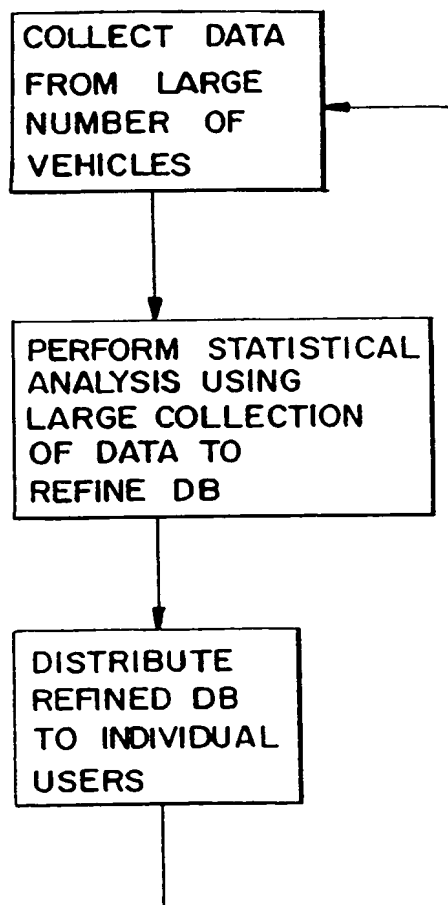 COLLECT DATA
FROM LARGE
NUMBER OF
VEHICLES
PERFORM STATISTICAL
ANALYSIS USING
LARGE COLLECTION
OF DATA TO
REFINE DB
DISTRIBUTE
REFINED DB
TO INDIVIDUAL
USERS